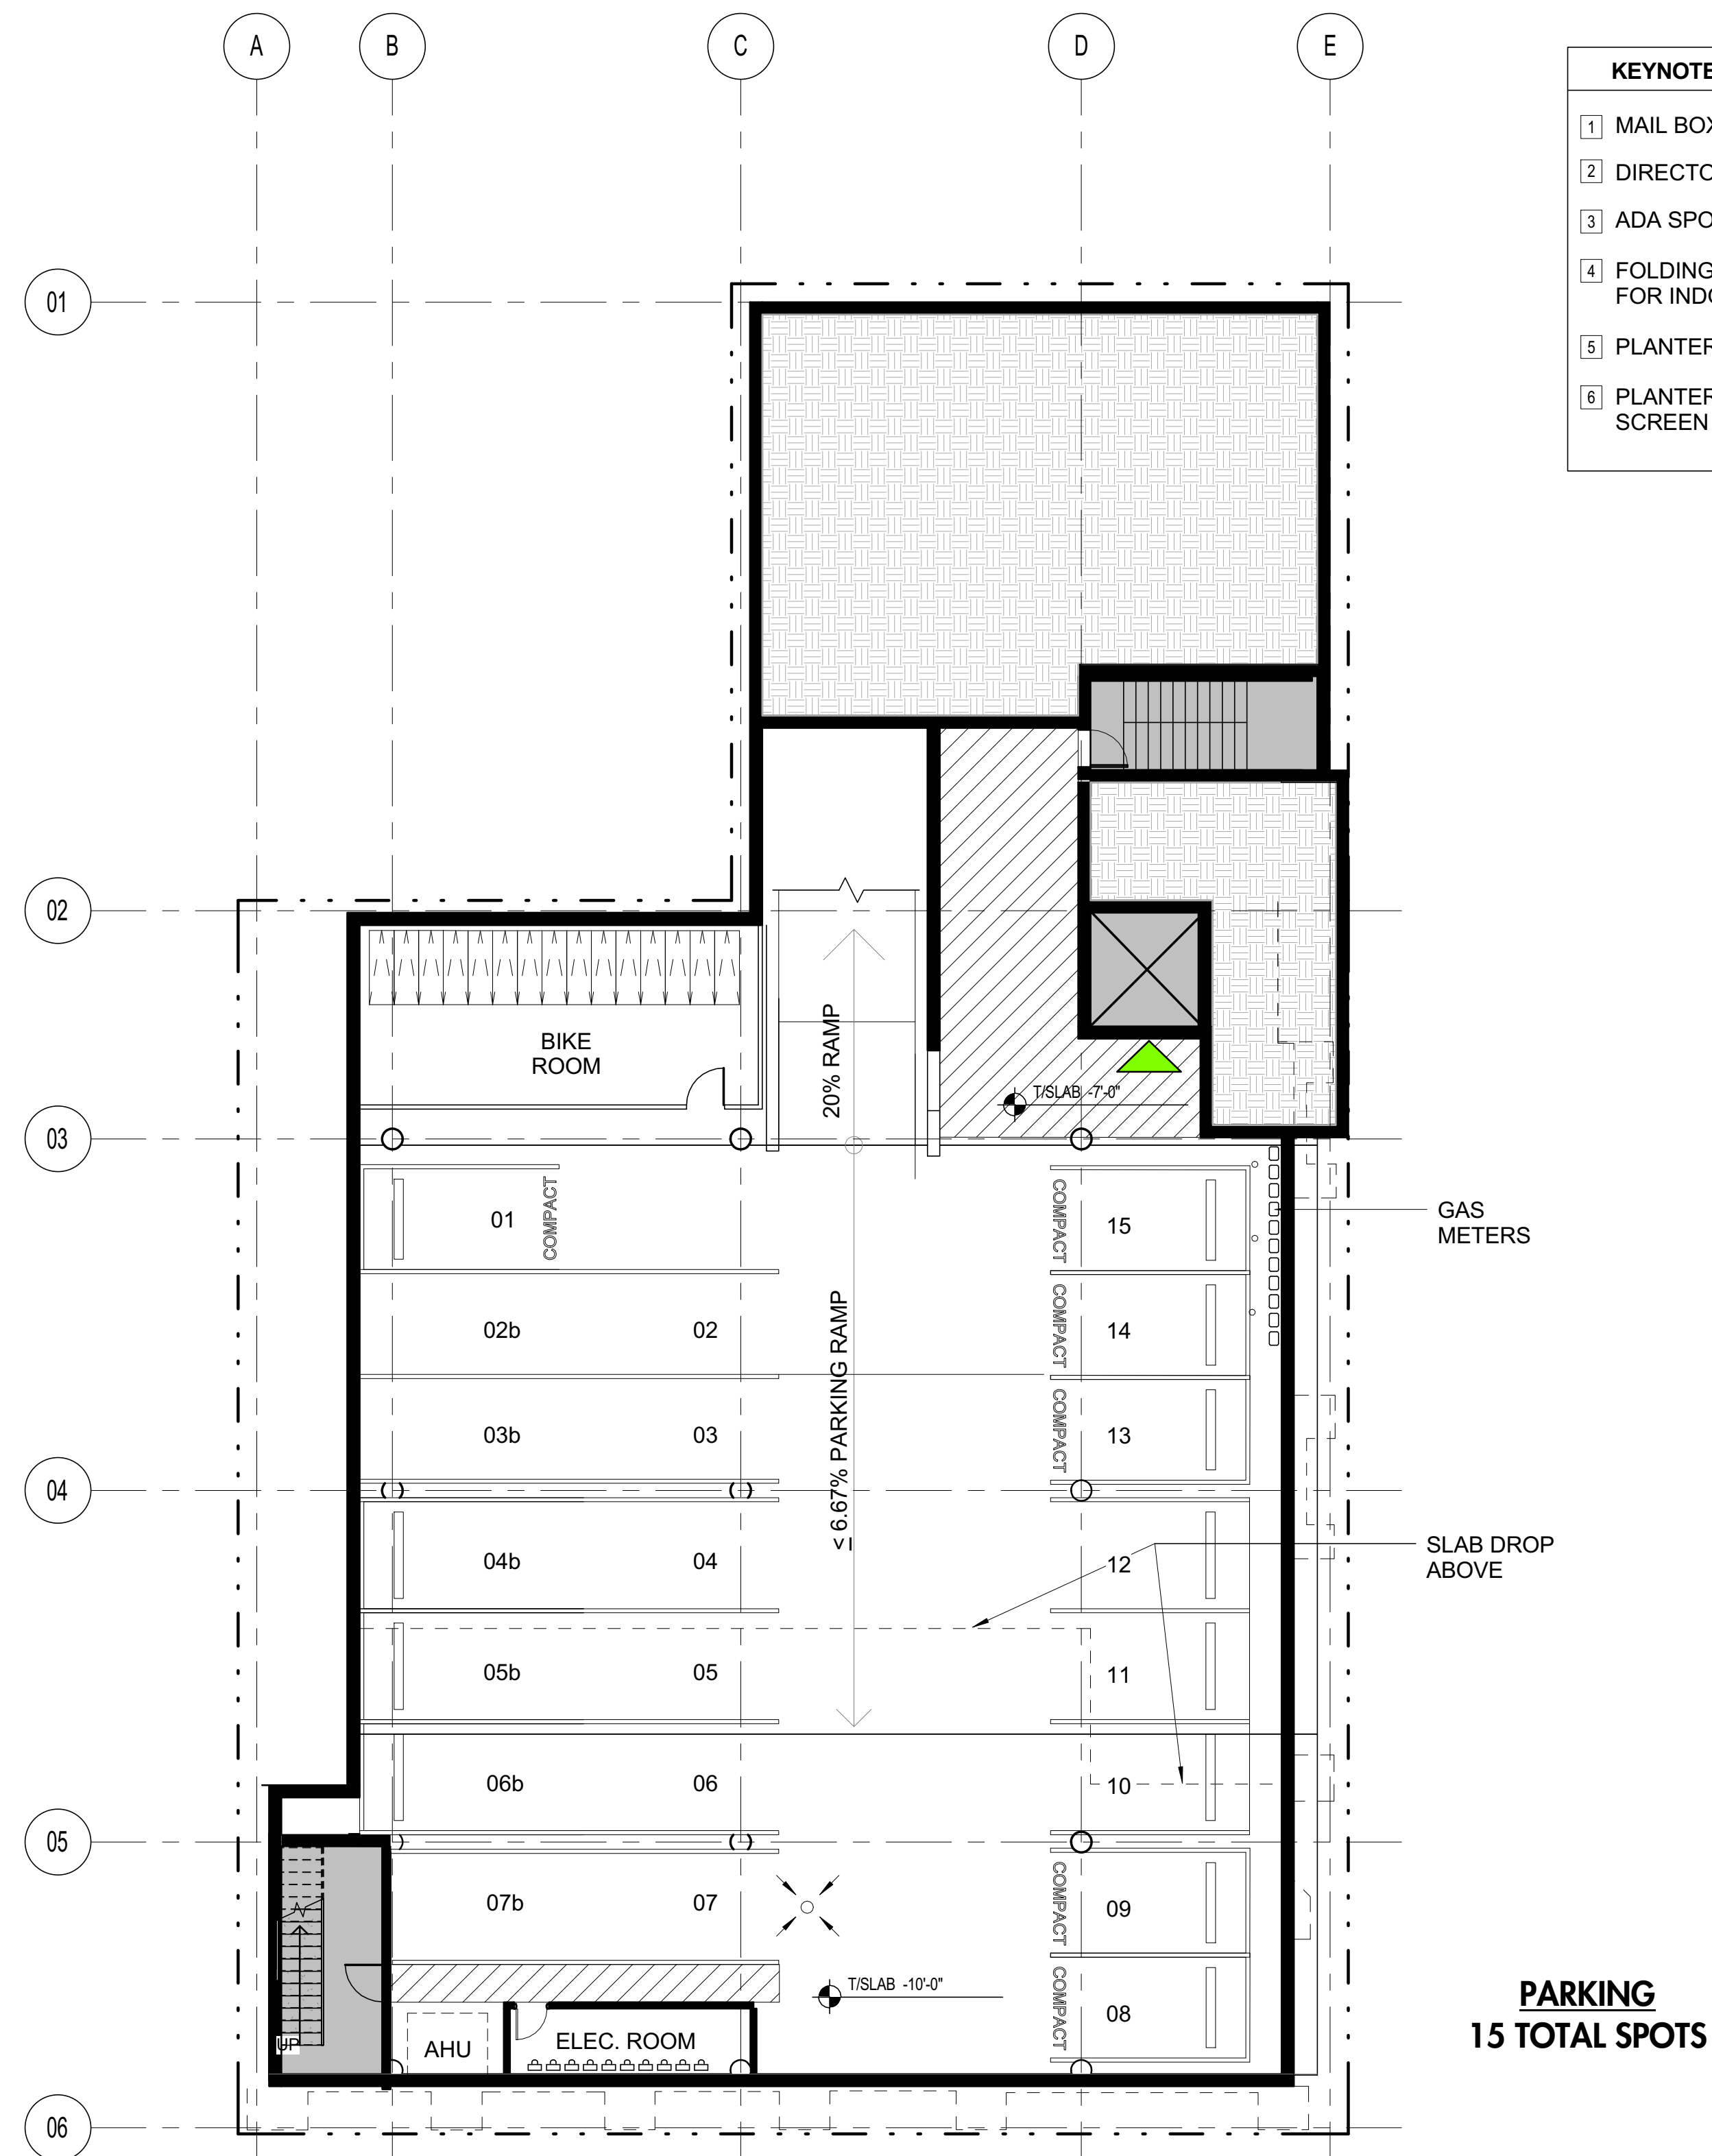 A
B
C
D
E
KEYNOTE
1 MAIL BOX
2 DIRECTO
3 ADA SPO
4 FOLDING
FOR INDO
5 PLANTER
6 PLANTER
SCREEN
01
02
BIKE
ROOM
20% RAMP
T/SLAB -7'-0"
03
01
COMPACT
COMPACT
15
GAS
METERS
02b
02
≤ 6.67% PARKING RAMP
COMPACT
14
03b
03
COMPACT
13
04
04b
04
12
SLAB DROP
ABOVE
05b
05
11
06b
06
10
05
07b
07
COMPACT
09
T/SLAB -10'-0"
COMPACT
08
UP
AHU
ELEC. ROOM
PARKING
15 TOTAL SPOTS
06